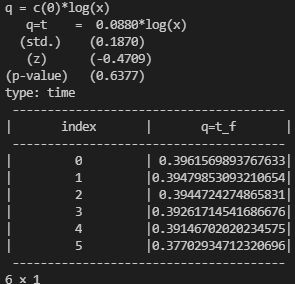 q = c(0)*log(x)
q=t = 0.0880*log(x)
(std.) (0.1870)
(z) (-0.4709)
(p-value) (0.6377)
type: time
---------------------------------------
| index | q=t_f |
---------------------------------------
| 0 | 0.3961569893767633|
| 1 |0.39479853093210654|
| 2 | 0.3944724274865831|
| 3 |0.39261714541686676|
| 4 |0.39146702020234575|
| 5 |0.37702934712320696|
---------------------------------------
6 × 1